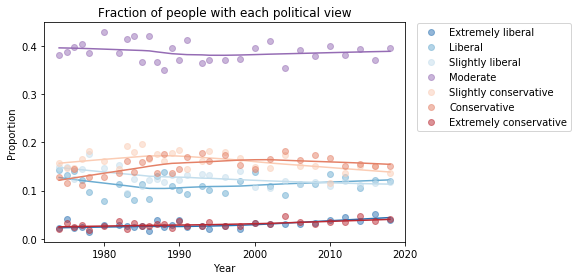 Fraction of people with each political view
Proportion
0.4
0.3
0.2
0.1
0.0
1980
1990
2000
2010
2020
Year
Extremely liberal
Liberal
Slightly liberal
Moderate
Slightly conservative
Conservative
Extremely conservative